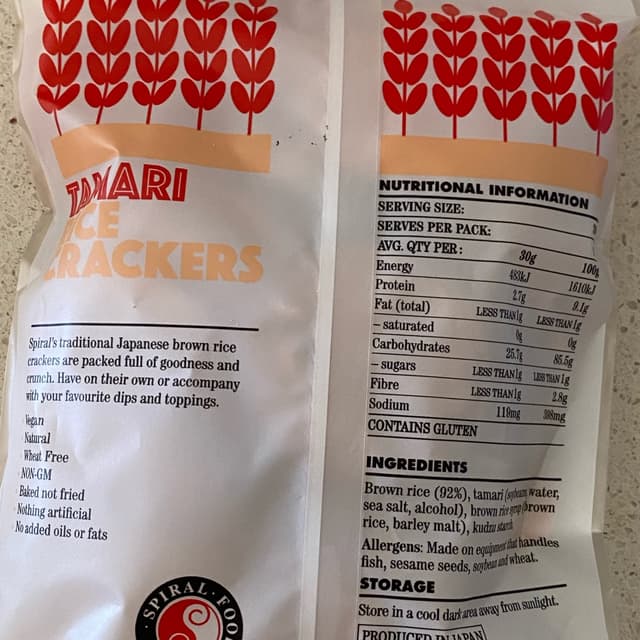 TAMARI
RICE
CRACKERS
Spiral's traditional Japanese brown rice
crackers are packed full of goodness and
crunch. Have on their own or accompany
with your favourite dips and toppings.
Vegan
Natural
Wheat Free
NON-GM
Baked not fried
Nothing artificial
No added oils or fats
SPIRAL FOO
NUTRITIONAL INFORMATION
SERVING SIZE:
SERVES PER PACK:
AVG. QTY PER: 30g 100g
Energy 483kJ 1610kJ
Protein 2.7g 9.1g
Fat (total) LESS THAN 1g LESS THAN 1g
– saturated 0g 0g
Carbohydrates 25.7g 85.5g
– sugars LESS THAN 1g LESS THAN 1g
Fibre LESS THAN 1g 2.8g
Sodium 119mg 398mg
CONTAINS GLUTEN
INGREDIENTS
Brown rice (92%), tamari (soybean, water,
sea salt, alcohol), brown rice syrup (brown
rice, barley malt), kudzu starch
Allergens: Made on equipment that handles
fish, sesame seeds, soybean and wheat.
STORAGE
Store in a cool dark area away from sunlight.
PRODUCED IN JAPAN